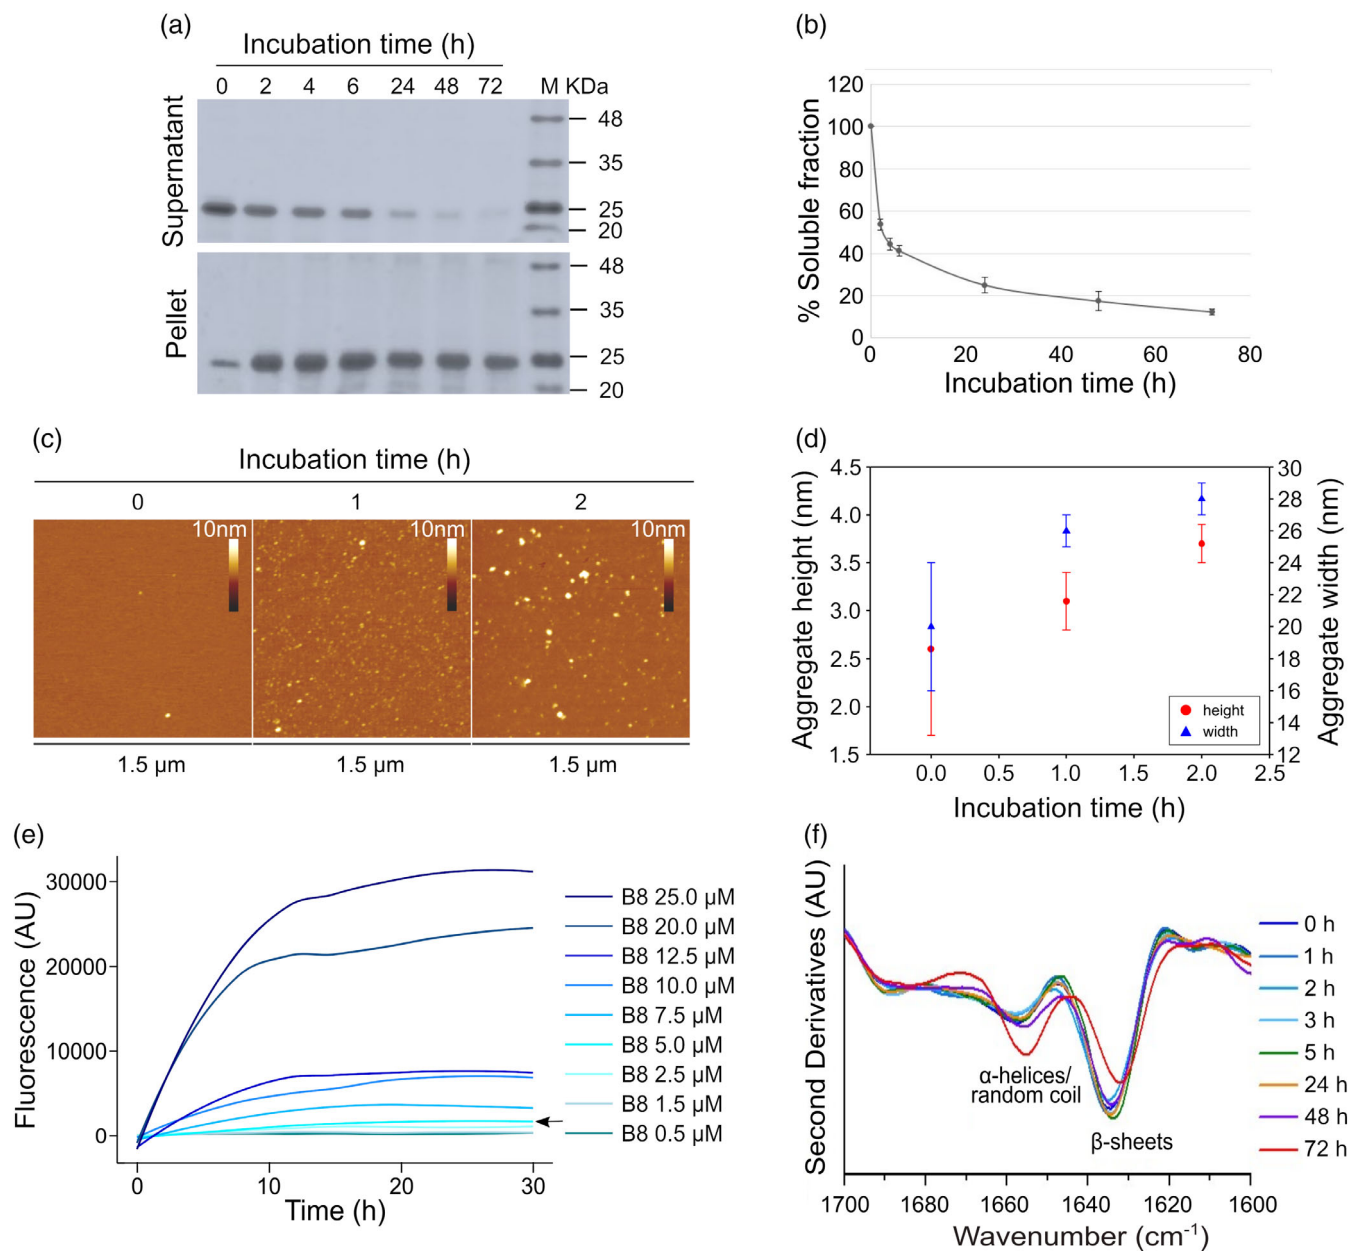 (a)
Incubation time (h)
0 2 4 6 24 48 72 M KDa
Supernatant
48
35
25
20
Pellet
48
35
25
20
(b)
% Soluble fraction
120
100
80
60
40
20
0
0 20 40 60 80
Incubation time (h)
(c)
Incubation time (h)
0 1 2
10nm 10nm 10nm
1.5 µm 1.5 µm 1.5 µm
(d)
Aggregate height (nm)
4.5
4.0
3.5
3.0
2.5
2.0
1.5
30
28
26
24
22
20
18
16
14
12
Aggregate width (nm)
height
width
0.0 0.5 1.0 1.5 2.0 2.5
Incubation time (h)
(e)
Fluorescence (AU)
30000
20000
10000
0
0 10 20 30
Time (h)
B8 25.0 µM
B8 20.0 µM
B8 12.5 µM
B8 10.0 µM
B8 7.5 µM
B8 5.0 µM
B8 2.5 µM
B8 1.5 µM
B8 0.5 µM
(f)
Second Derivatives (AU)
α-helices/
random coil
β-sheets
1700 1680 1660 1640 1620 1600
Wavenumber (cm⁻¹)
0 h
1 h
2 h
3 h
5 h
24 h
48 h
72 h